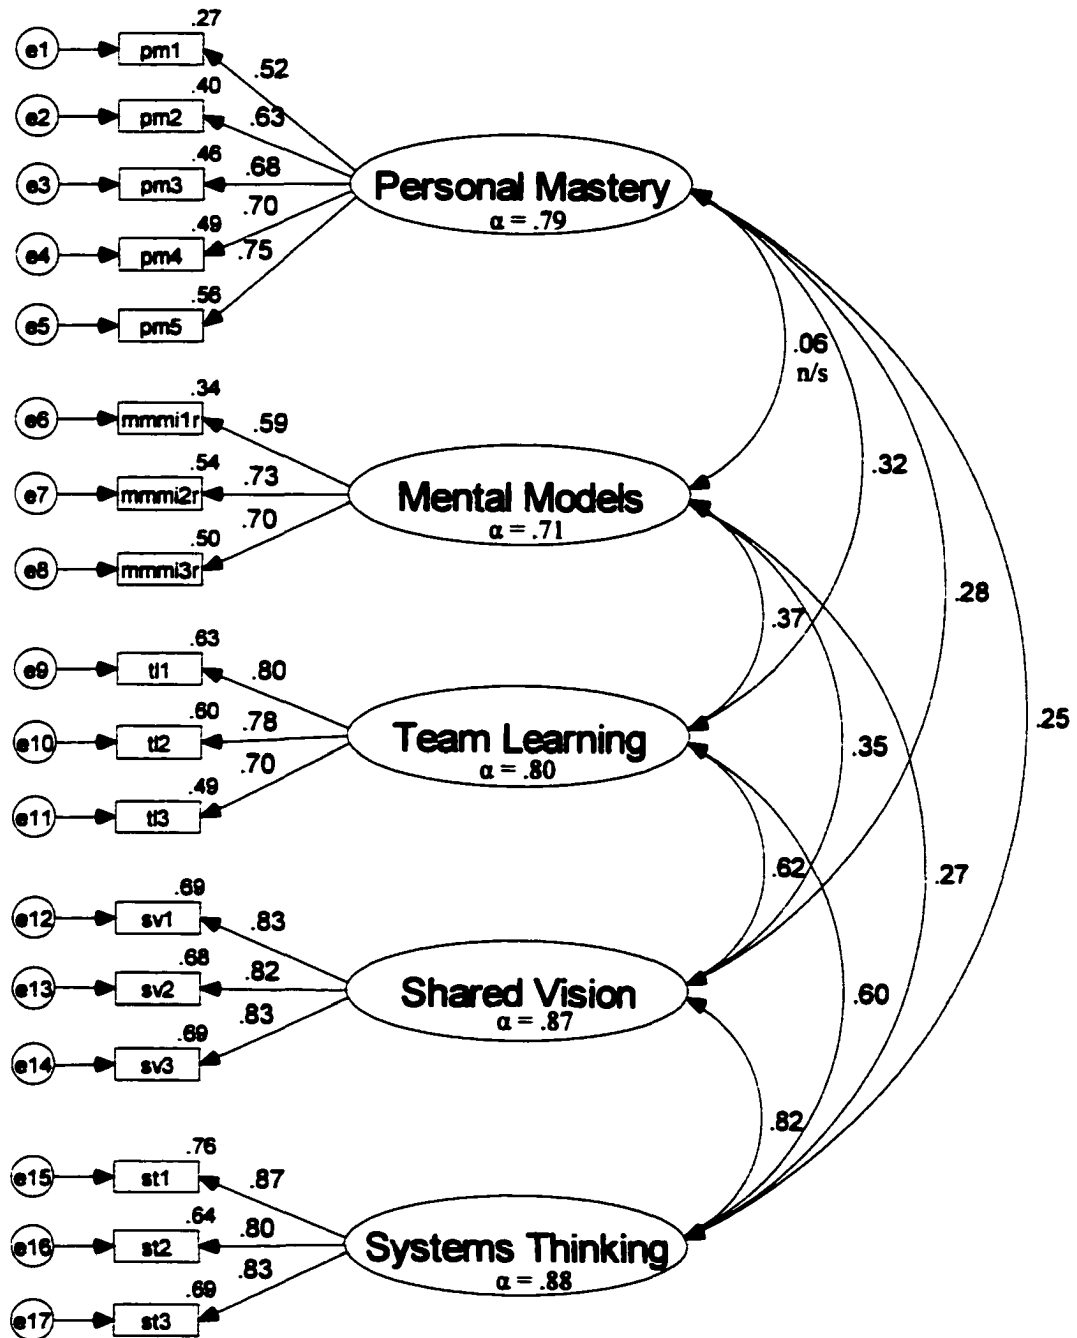 .27
e1 pm1
.52
.40
e2 pm2
.63
.46
e3 pm3
.68
Personal Mastery
α = .79
.70
.49
e4 pm4
.75
.56
e5 pm5
.06
n/s
.34
e6 mmmi1r
.59
.32
.54
e7 mmmi2r
.73
Mental Models
α = .71
.70
.50
e8 mmmi3r
.28
.37
.63
e9 tl1
.80
.60
e10 tl2
.78
Team Learning
α = .80
.25
.35
.70
.49
e11 tl3
.62
.27
.69
e12 sv1
.83
.68
e13 sv2
.82
Shared Vision
α = .87
.60
.83
.69
e14 sv3
.82
.76
e15 st1
.87
.64
e16 st2
.80
Systems Thinking
α = .88
.83
.69
e17 st3